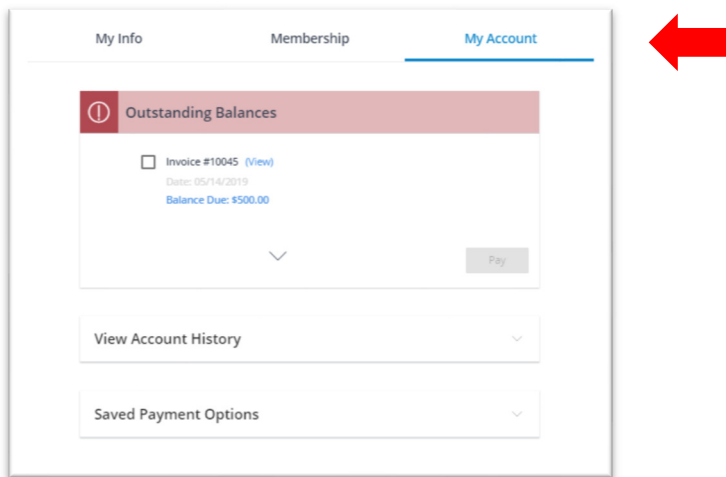 My Info Membership My Account
Outstanding Balances
Invoice #10045 (View)
Date: 05/14/2019
Balance Due: $500.00
Pay
View Account History
Saved Payment Options